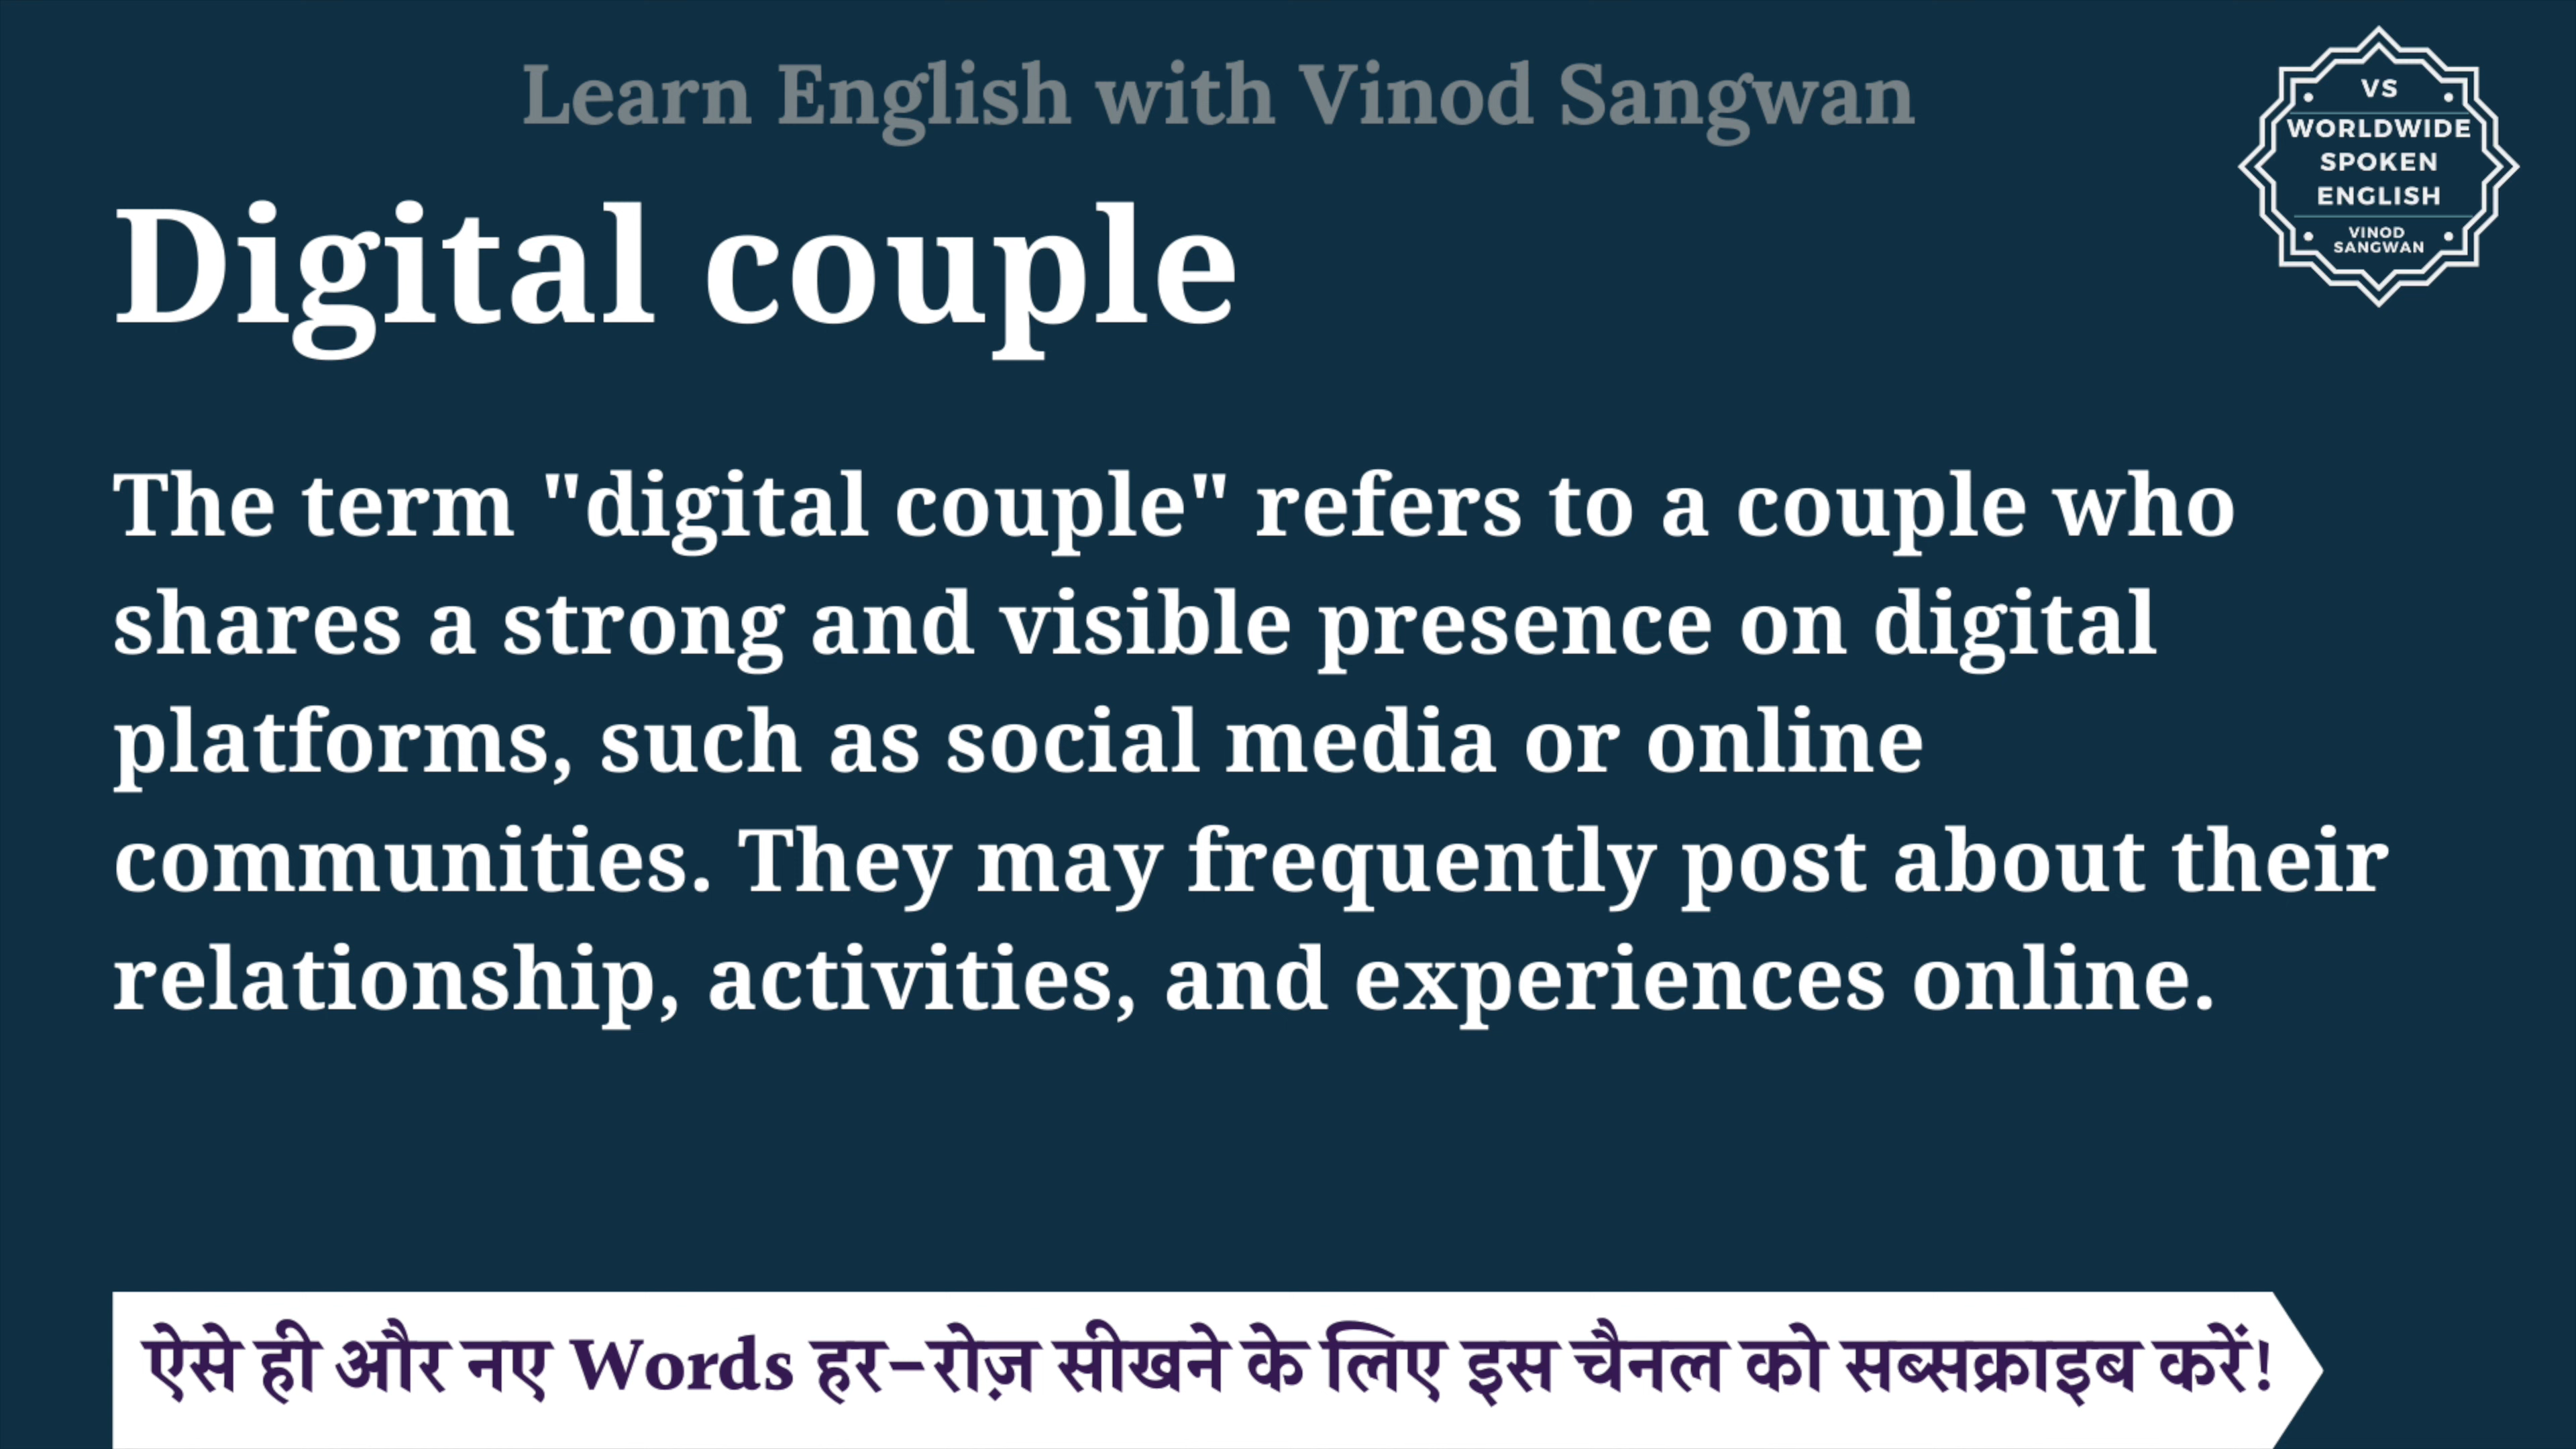 Learn English with Vinod Sangwan
VS
WORLDWIDE
SPOKEN
ENGLISH
VINOD
SANGWAN
Digital couple
The term "digital couple" refers to a couple who
shares a strong and visible presence on digital
platforms, such as social media or online
communities. They may frequently post about their
relationship, activities, and experiences online.
ऐसे ही और नए Words हर-रोज़ सीखने के लिए इस चैनल को सब्सक्राइब करें!